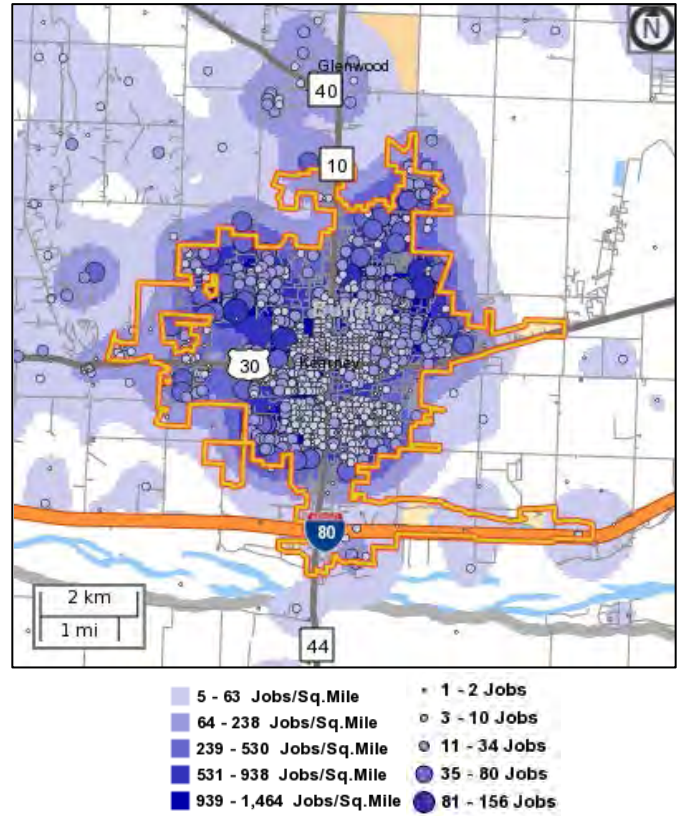 N
Glenwood
40
10
30
Kearney
80
2 km
1 mi
44
5 - 63 Jobs/Sq.Mile
64 - 238 Jobs/Sq.Mile
239 - 530 Jobs/Sq.Mile
531 - 938 Jobs/Sq.Mile
939 - 1,464 Jobs/Sq.Mile
1 - 2 Jobs
3 - 10 Jobs
11 - 34 Jobs
35 - 80 Jobs
81 - 156 Jobs